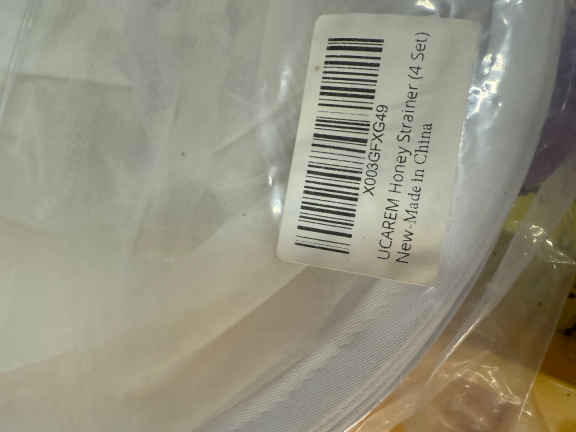 X003GFXG49
UCAREM Honey Strainer (4 Set)
New-Made in China